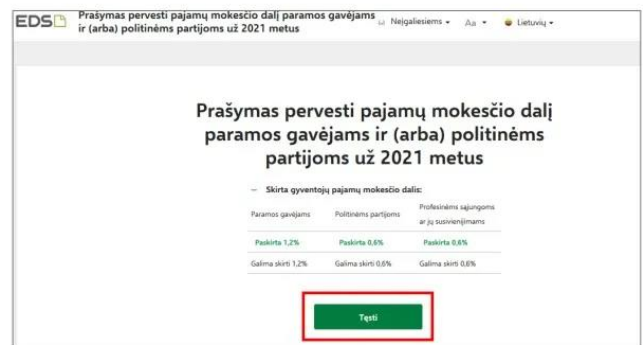 EDS
Prašymas pervesti pajamų mokesčio dalį paramos gavėjams
ir (arba) politinėms partijoms už 2021 metus
Neįgaliesiems
Aa
Lietuvių
Prašymas pervesti pajamų mokesčio dalį
paramos gavėjams ir (arba) politinėms
partijoms už 2021 metus
– Skirta gyventojų pajamų mokesčio dalis:
Paramos gavėjams Politinėms partijoms Profesinėms sąjungoms
ar jų susivienijimams
Paskirta 1,2% Paskirta 0,6% Paskirta 0,6%
Galima skirti 1,2% Galima skirti 0,6% Galima skirti 0,6%
Tęsti